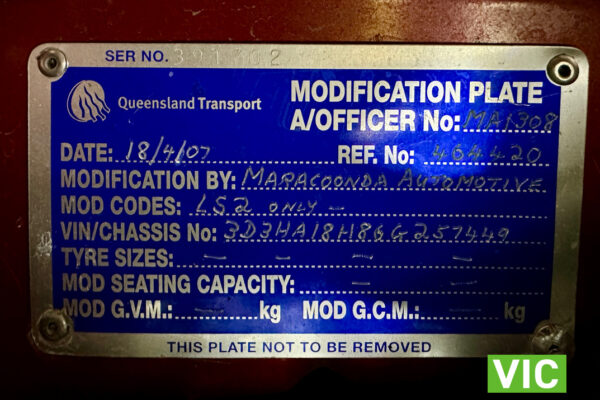 SER NO. 391302
Queensland Transport
MODIFICATION PLATE
A/OFFICER No: MA1308
DATE: 18/4/07 REF. No: 464420
MODIFICATION BY: MARACOONDA AUTOMOTIVE
MOD CODES: LS2 ONLY -
VIN/CHASSIS No: 3D3HA18H86G257449
TYRE SIZES: - - - -
MOD SEATING CAPACITY: - -
MOD G.V.M.: - kg MOD G.C.M.: - kg
THIS PLATE NOT TO BE REMOVED
VIC